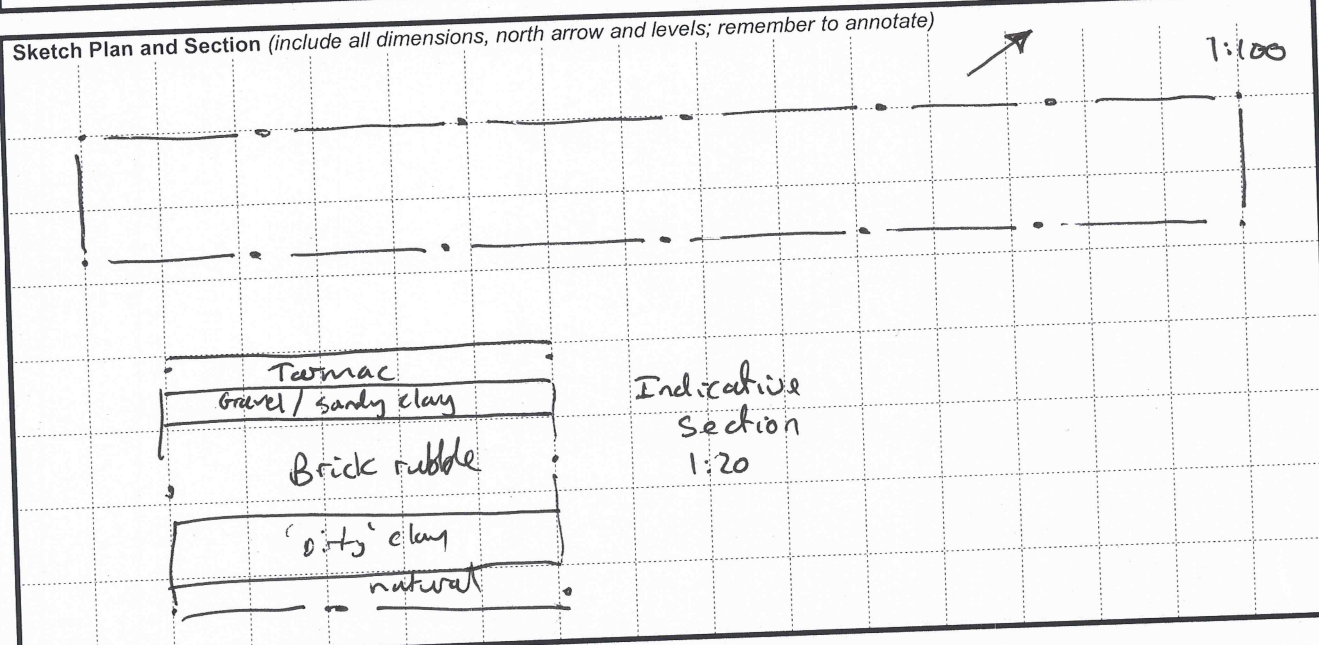 Sketch Plan and Section (include all dimensions, north arrow and levels; remember to annotate)
1:100
Tarmac
Gravel / sandy clay
Indicative
Section
1:20
Brick rubble
'Dirty' clay
natural